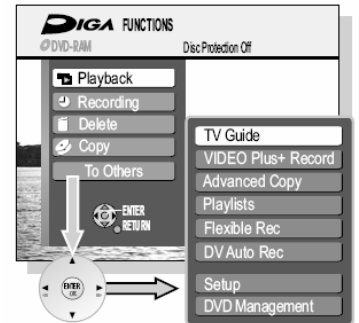 DIGA FUNCTIONS
DVD-RAM
Disc Protection Off
Playback
Recording
Delete
Copy
To Others
ENTER
RETURN
TV Guide
VIDEO Plus+ Record
Advanced Copy
Playlists
Flexible Rec
DV Auto Rec
Setup
DVD Management
ENTER
OK